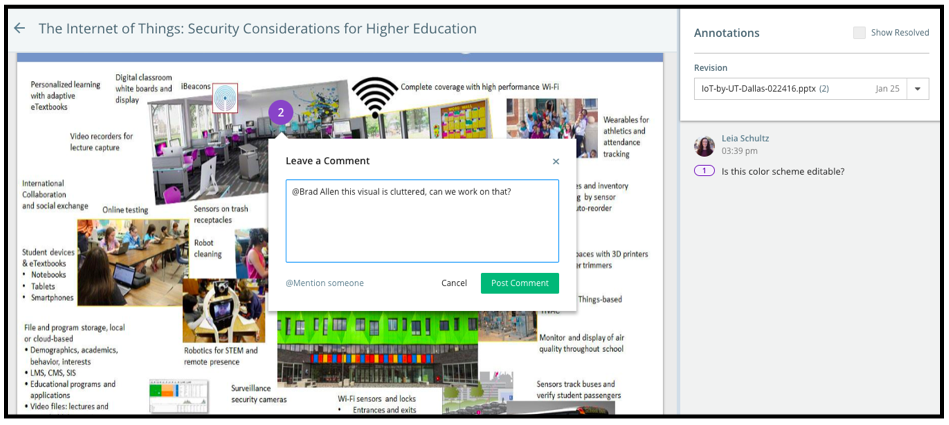 The Internet of Things: Security Considerations for Higher Education
Personalized learning
with adaptive
eTextbooks
Digital classroom
white boards and
display
iBeacons
Complete coverage with high performance Wi-Fi
2
Video recorders for
lecture capture
Wearables for
athletics and
attendance
tracking
Leave a Comment
@Brad Allen this visual is cluttered, can we work on that?
@Mention someone
Cancel
Post Comment
International
Collaboration
and social exchange
Online testing
Sensors on trash
receptacles
Robot
cleaning
es and inventory
g by sensor
uto-reorder
Student devices
& eTextbooks
• Notebooks
• Tablets
• Smartphones
paces with 3D printers
er trimmers
Things-based
File and program storage, local
or cloud-based
• Demographics, academics,
behavior, interests
• LMS, CMS, SIS
• Educational programs and
applications
• Video files: lectures and
Robotics for STEM and
remote presence
Monitor and display of air
quality throughout school
Surveillance
security cameras
Wi-Fi sensors and locks
• Entrances and exits
Sensors track buses and
verify student passengers
Annotations
Show Resolved
Revision
IoT-by-UT-Dallas-022416.pptx (2)
Jan 25
Leia Schultz
03:39 pm
1
Is this color scheme editable?